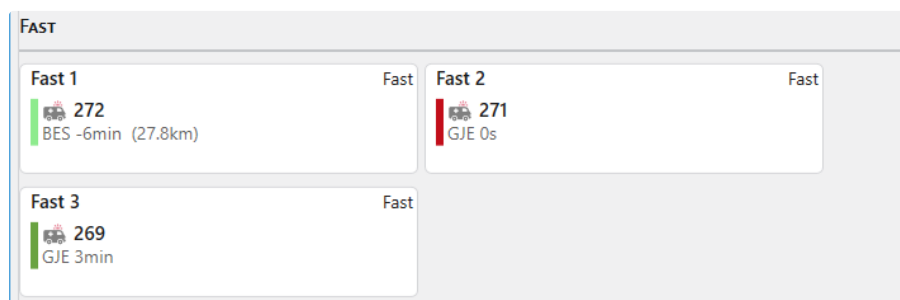 FAST
Fast 1 Fast
272
BES -6min (27.8km)
Fast 2 Fast
271
GJE 0s
Fast 3 Fast
269
GJE 3min